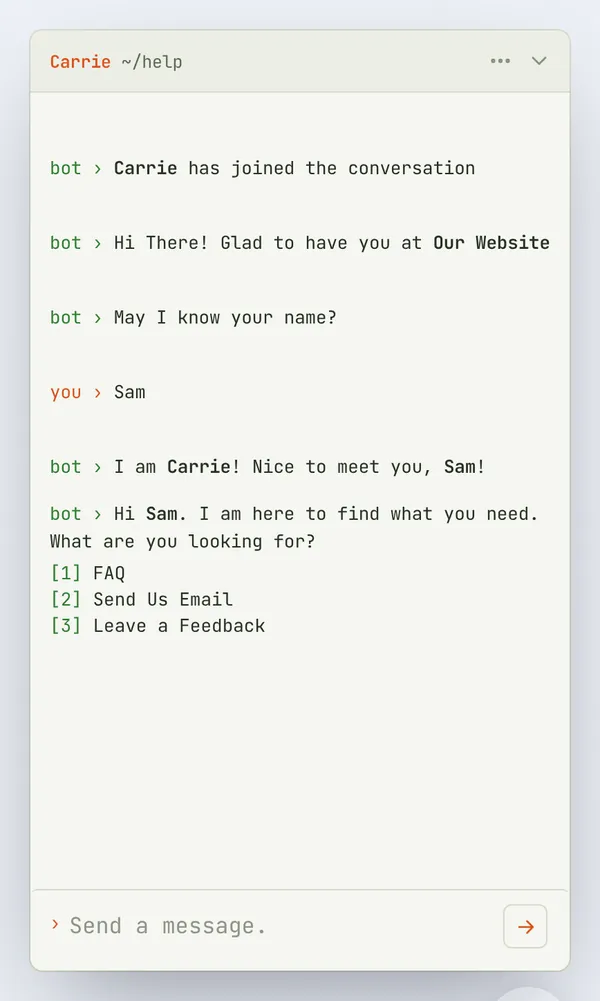 Carrie ~/help
bot › Carrie has joined the conversation
bot › Hi There! Glad to have you at Our Website
bot › May I know your name?
you › Sam
bot › I am Carrie! Nice to meet you, Sam!
bot › Hi Sam. I am here to find what you need.
What are you looking for?
[1] FAQ
[2] Send Us Email
[3] Leave a Feedback
› Send a message.